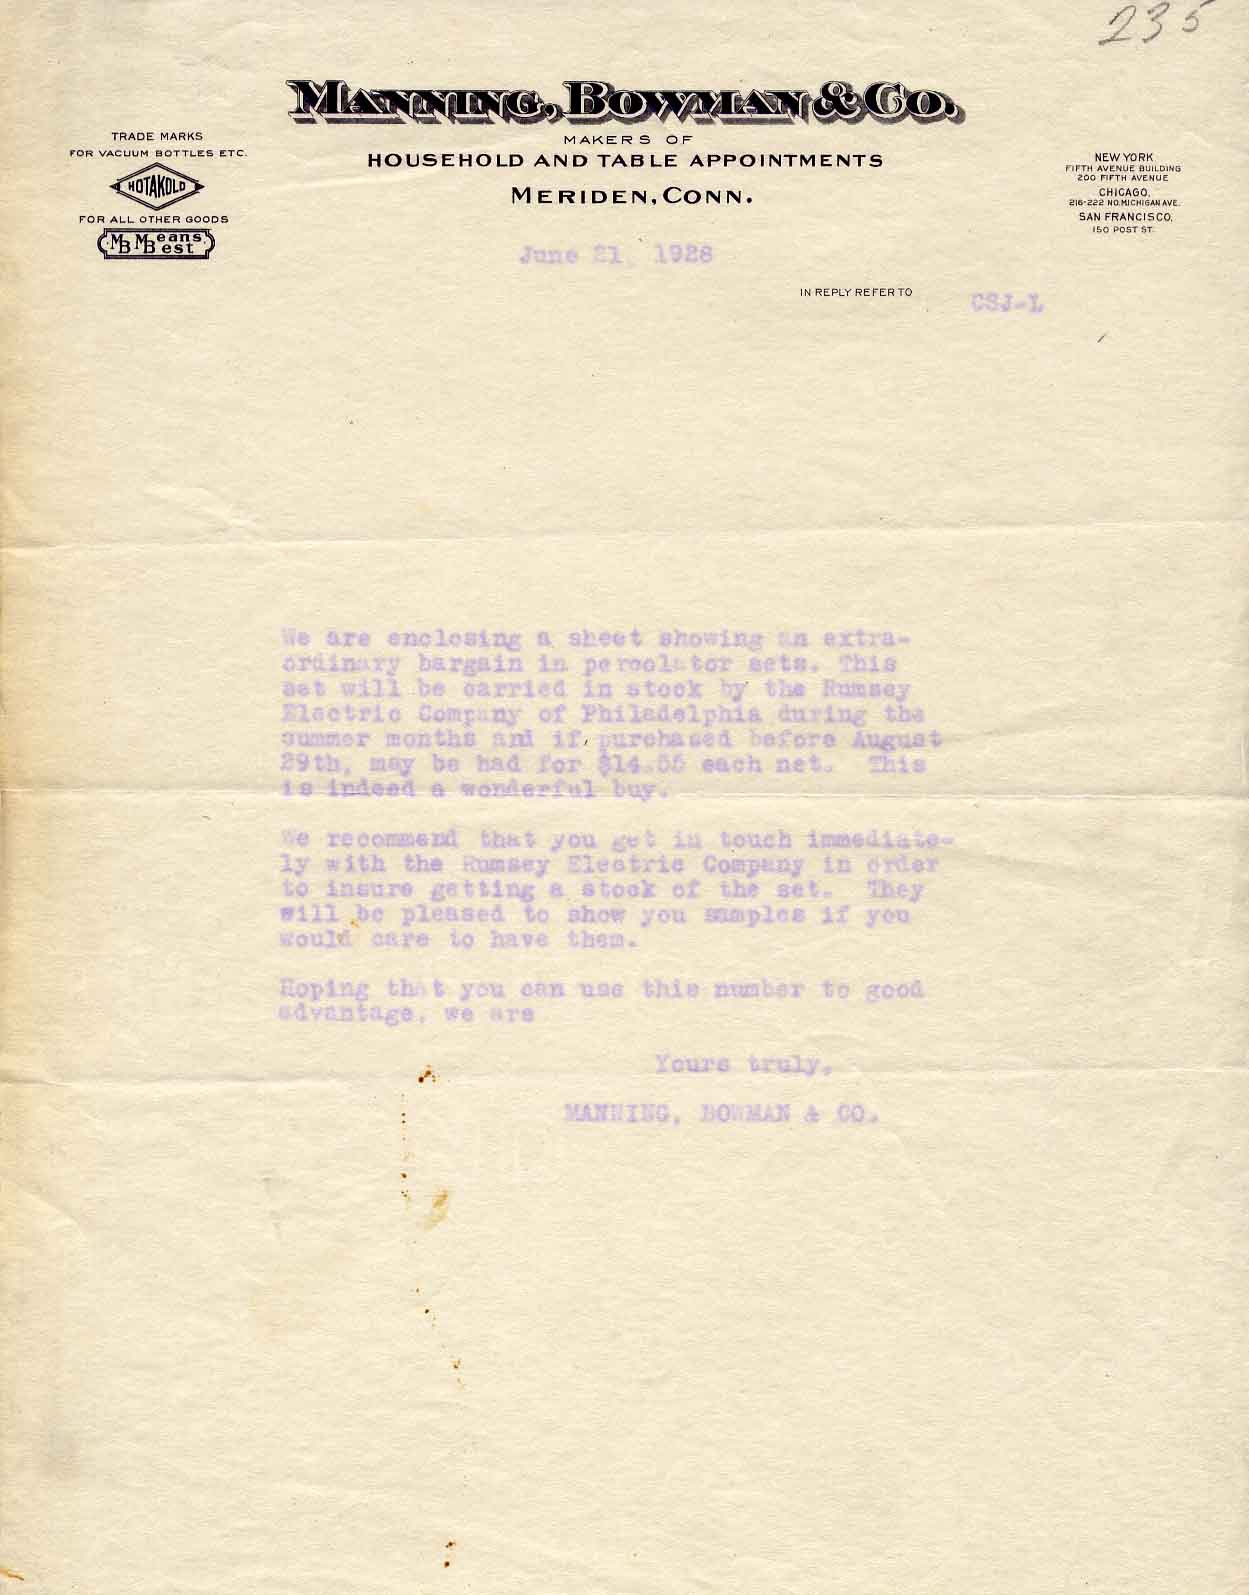 235
MANNING, BOWMAN & CO.
MAKERS OF
HOUSEHOLD AND TABLE APPOINTMENTS
MERIDEN, CONN.
TRADE MARKS
FOR VACUUM BOTTLES ETC.
HOTAKOLD
FOR ALL OTHER GOODS
MB Means Best
NEW YORK
FIFTH AVENUE BUILDING
200 FIFTH AVENUE
CHICAGO,
216-222 NO. MICHIGAN AVE.
SAN FRANCISCO,
150 POST ST.
June 21, 1928
IN REPLY REFER TO CSJ-L
We are enclosing a sheet showing an extra-
ordinary bargain in percolator sets. This
set will be carried in stock by the Rumsey
Electric Company of Philadelphia during the
summer months and if purchased before August
29th, may be had for $14.55 each net. This
is indeed a wonderful buy.
We recommend that you get in touch immediate-
ly with the Rumsey Electric Company in order
to insure getting a stock of the set. They
will be pleased to show you samples if you
would care to have them.
Hoping that you can use this number to good
advantage, we are
Yours truly,
MANNING, BOWMAN & CO.